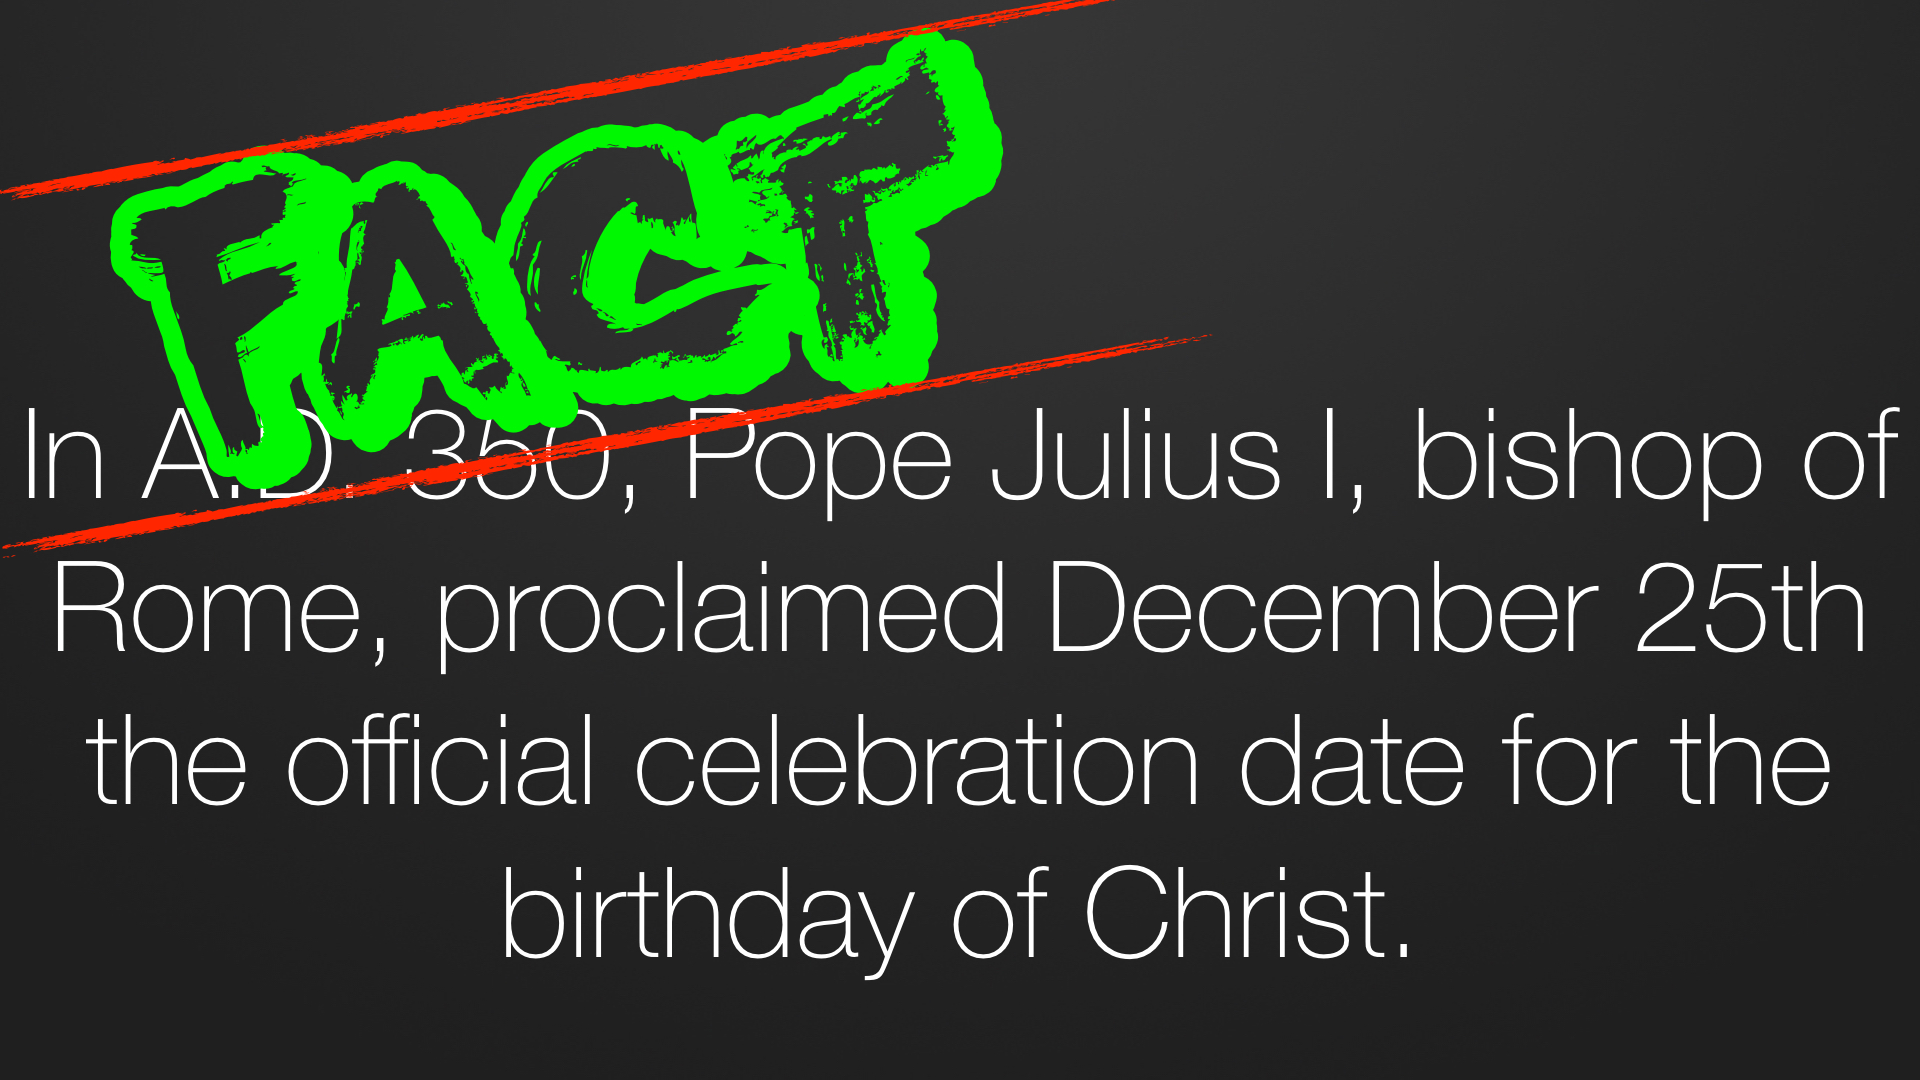 FACT
In A.D. 350, Pope Julius I, bishop of
Rome, proclaimed December 25th
the official celebration date for the
birthday of Christ.